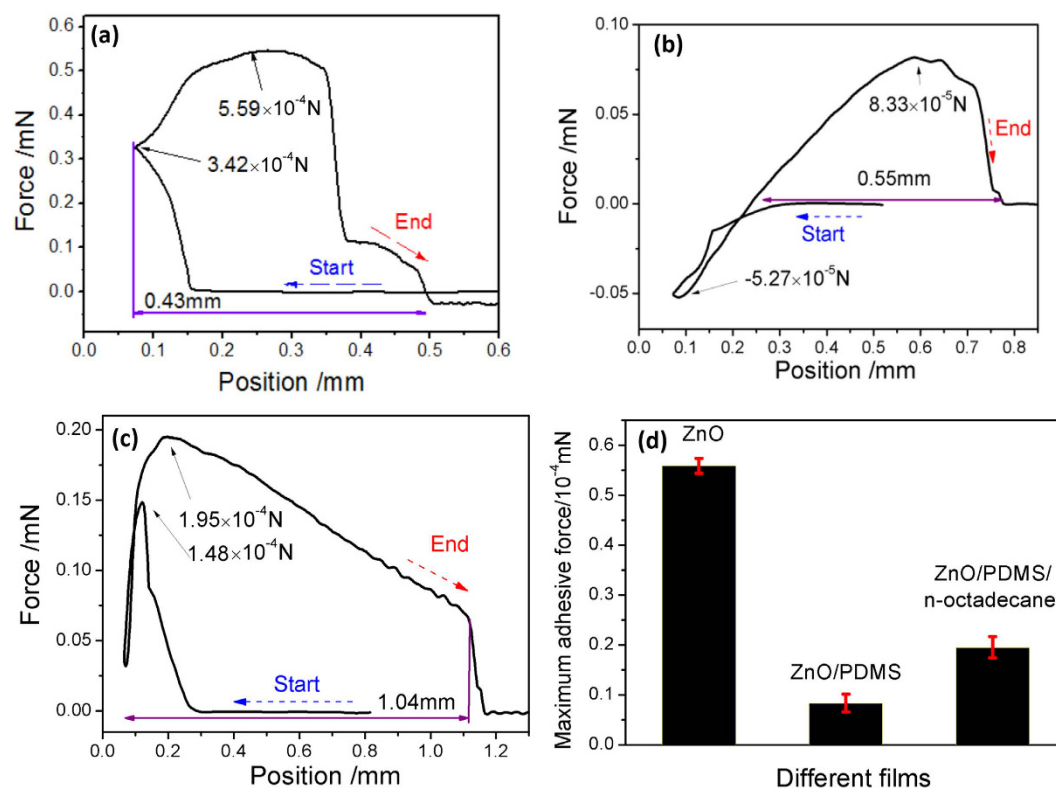 (a)
Force /mN
0.6
0.5
0.4
0.3
0.2
0.1
0.0
5.59×10⁻⁴N
3.42×10⁻⁴N
End
Start
0.43mm
0.0 0.1 0.2 0.3 0.4 0.5 0.6
Position /mm
(b)
Force /mN
0.10
0.05
0.00
-0.05
8.33×10⁻⁵N
End
0.55mm
Start
-5.27×10⁻⁵N
0.0 0.1 0.2 0.3 0.4 0.5 0.6 0.7 0.8
Position /mm
(c)
Force /mN
0.20
0.15
0.10
0.05
0.00
1.95×10⁻⁴N
1.48×10⁻⁴N
End
Start
1.04mm
0.0 0.2 0.4 0.6 0.8 1.0 1.2
Position /mm
(d)
Maximum adhesive force/10⁻⁴mN
0.6
0.5
0.4
0.3
0.2
0.1
0.0
ZnO
ZnO/PDMS
ZnO/PDMS/
n-octadecane
Different films